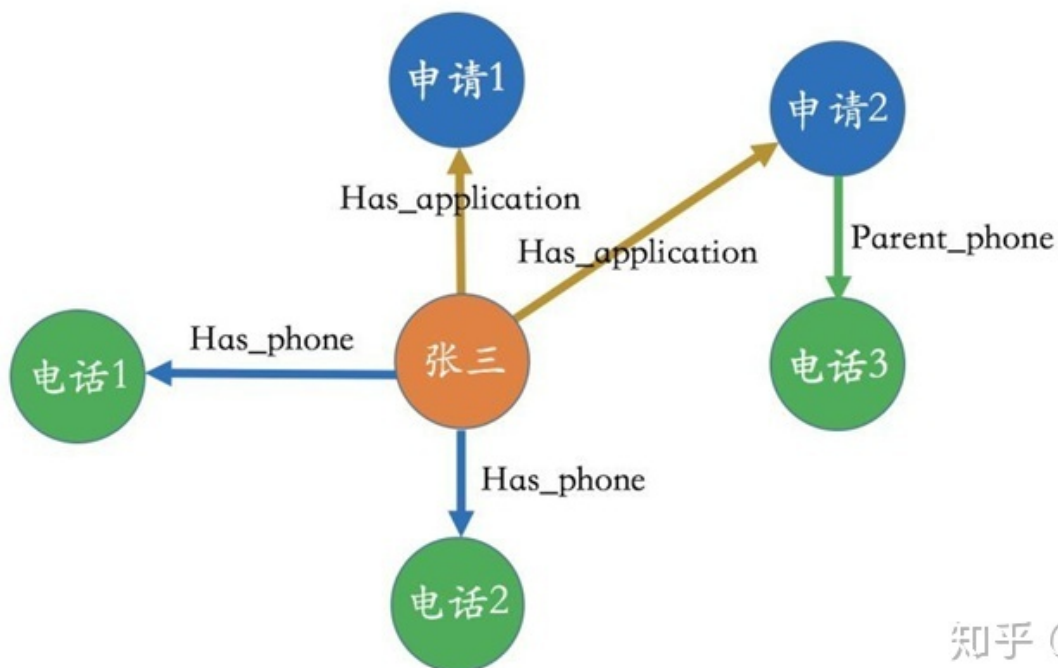 申请1
申请2
Has_application
Has_application
Parent_phone
Has_phone
张三
电话3
电话1
Has_phone
电话2
知乎 @